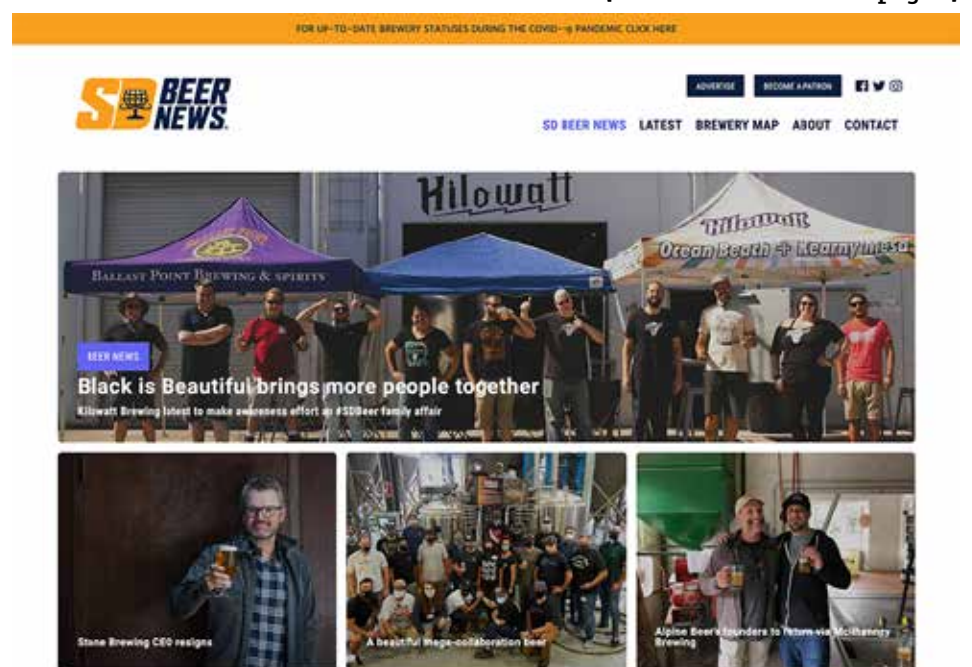 FOR UP-TO-DATE BREWERY STATUSES DURING THE COVID-19 PANDEMIC CLICK HERE
SD BEER
NEWS
ADVERTISE
BECOME A PATRON
SD BEER NEWS
LATEST
BREWERY MAP
ABOUT
CONTACT
Kilowatt
BALLAST POINT BREWING & SPIRITS
Kilowatt
Ocean Beach + Kearny Mesa
BEER NEWS
Black is Beautiful brings more people together
Kilowatt Brewing latest to make awareness effort an #SDBeer family affair
Stone Brewing CEO resigns
A beautiful mega-collaboration beer
Alpine Beer's founders to return via McIlhenney
Brewing